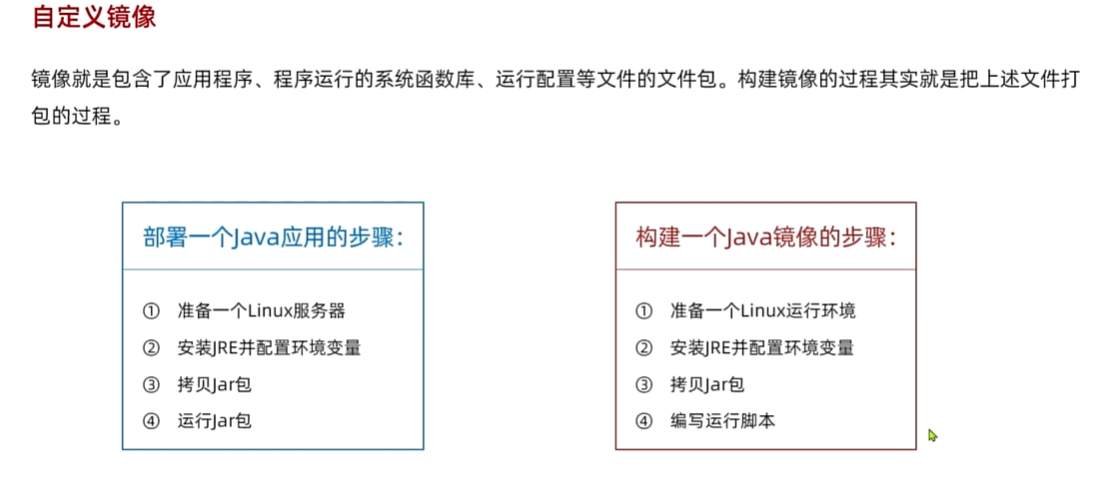 自定义镜像
镜像就是包含了应用程序、程序运行的系统函数库、运行配置等文件的文件包。构建镜像的过程其实就是把上述文件打
包的过程。
部署一个Java应用的步骤：
① 准备一个Linux服务器
② 安装JRE并配置环境变量
③ 拷贝Jar包
④ 运行Jar包
构建一个Java镜像的步骤：
① 准备一个Linux运行环境
② 安装JRE并配置环境变量
③ 拷贝Jar包
④ 编写运行脚本